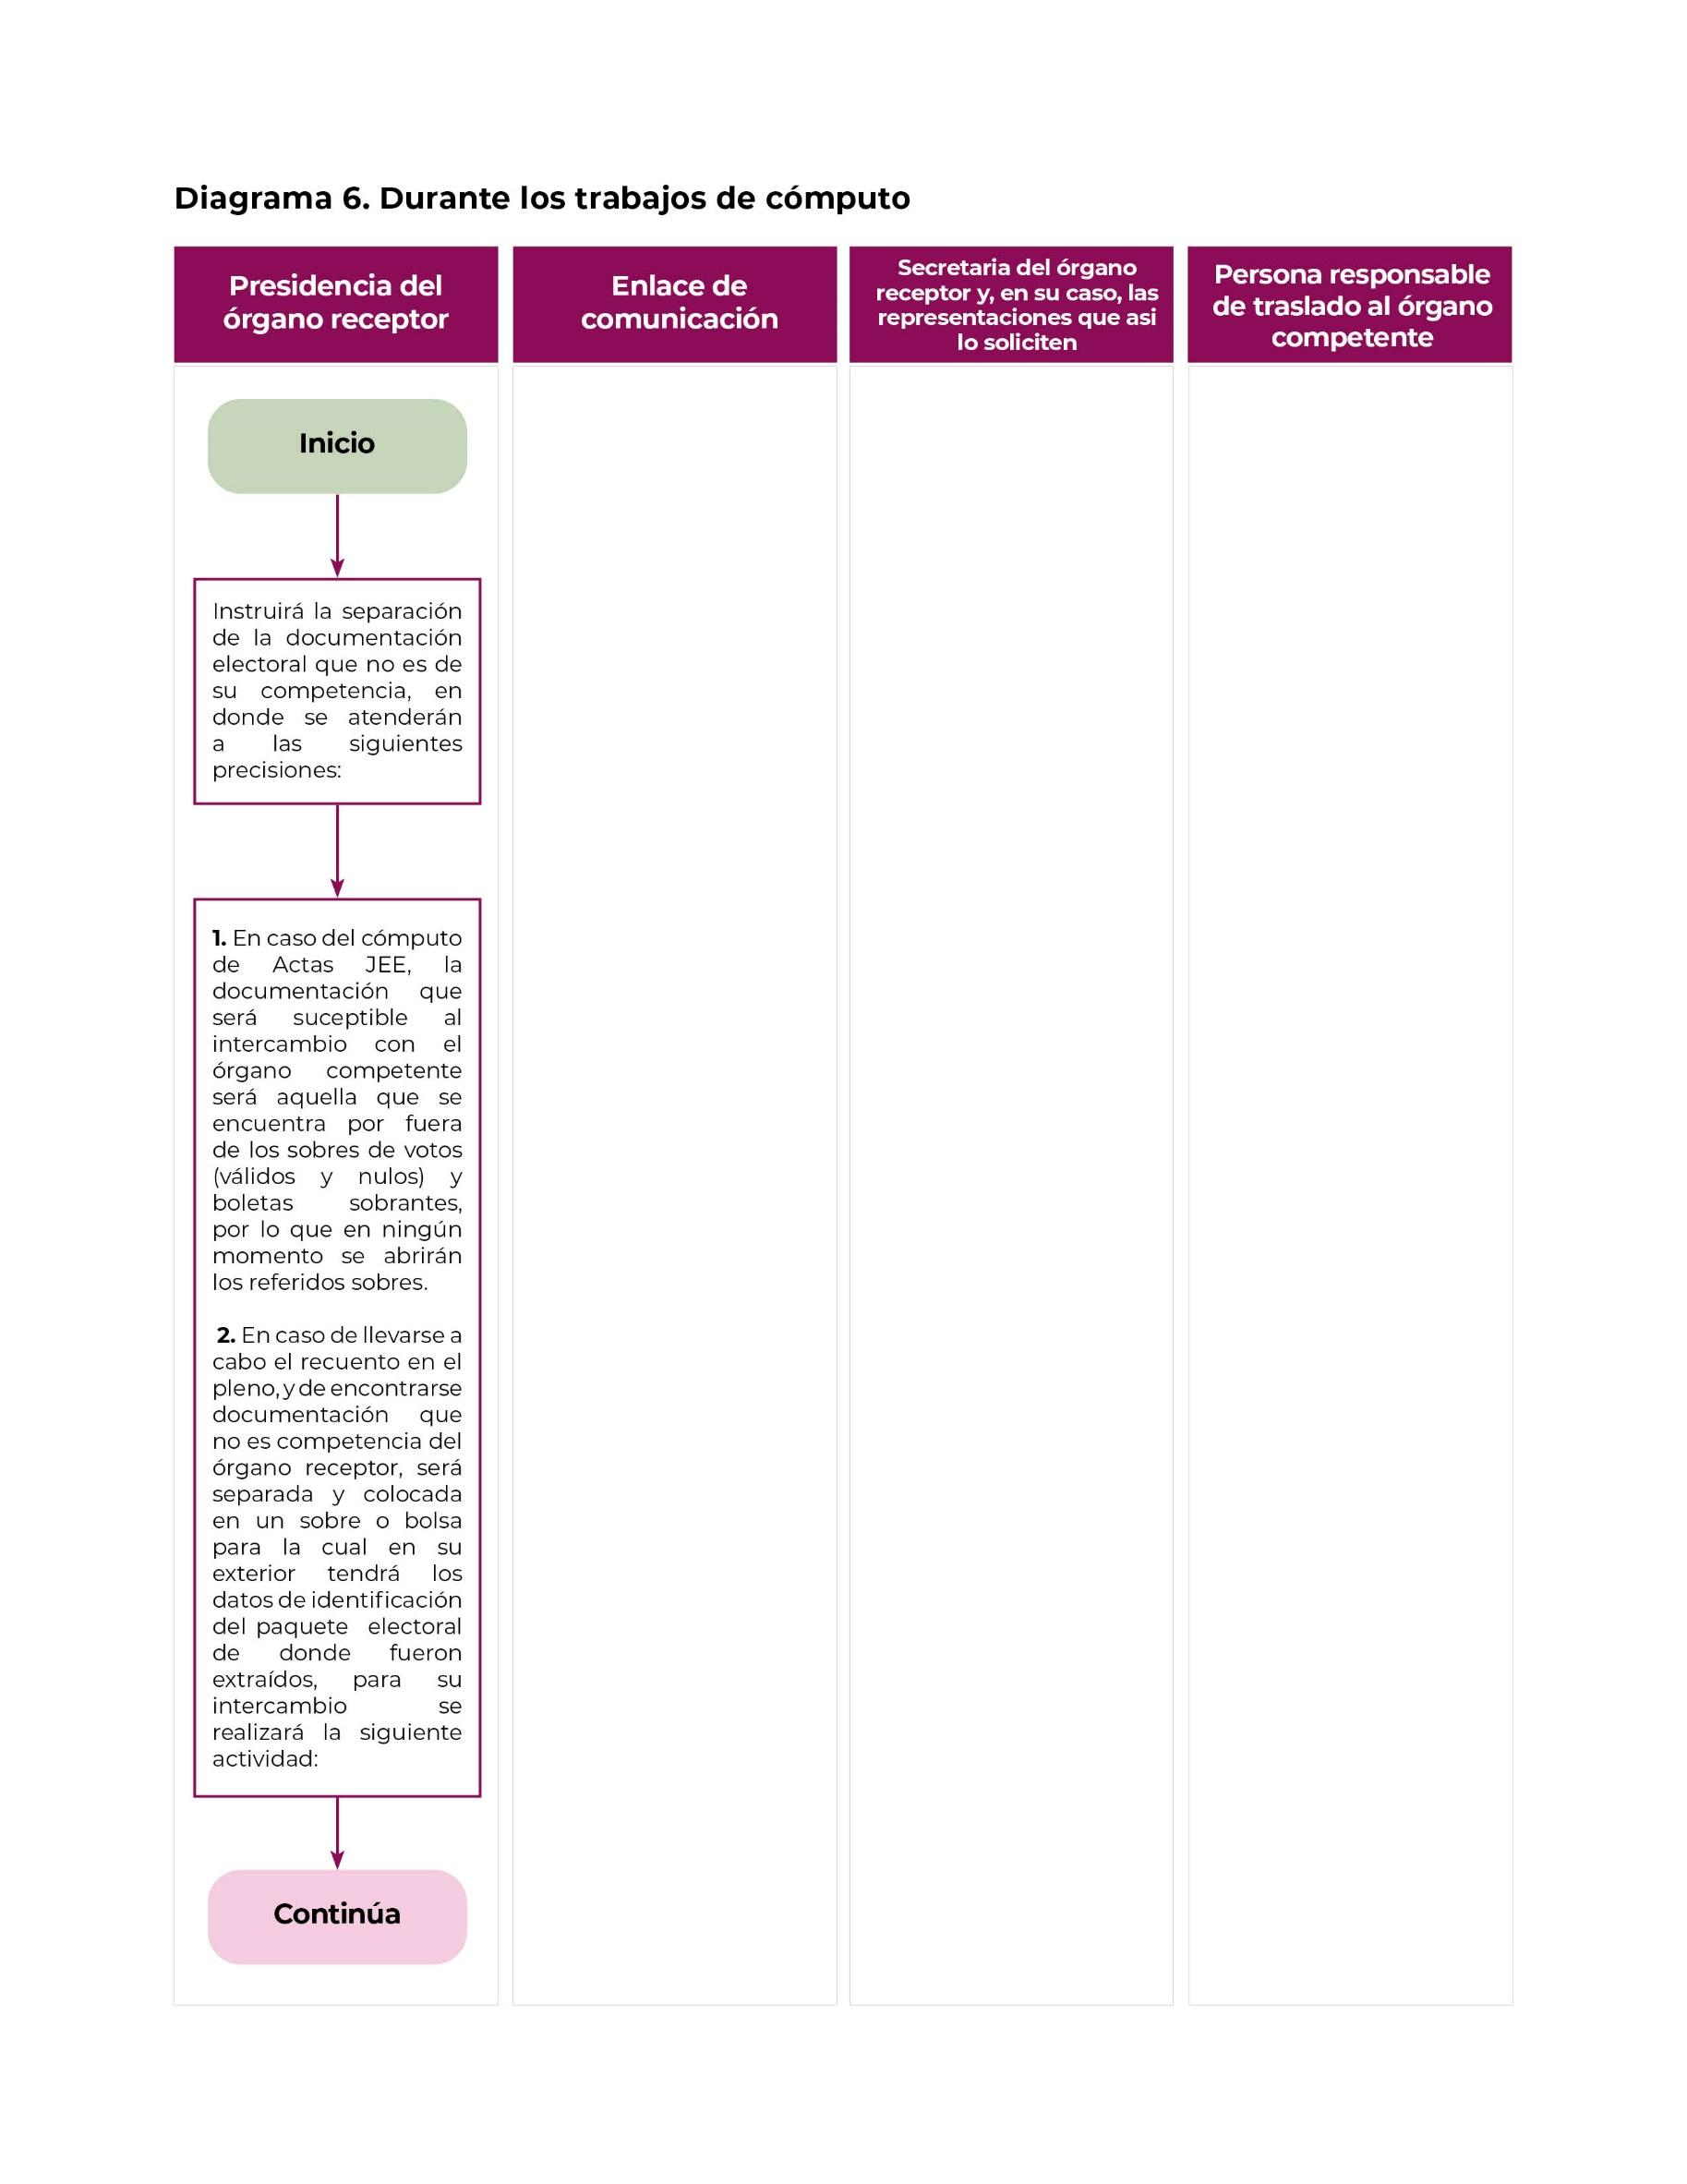 Diagrama 6. Durante los trabajos de cómputo
Presidencia del
órgano receptor
Enlace de
comunicación
Secretaria del órgano
receptor y, en su caso, las
representaciones que asi
lo soliciten
Persona responsable
de traslado al órgano
competente
Inicio
Instruirá la separación
de la documentación
electoral que no es de
su competencia, en
donde se atenderán
a las siguientes
precisiones:
1. En caso del cómputo
de Actas JEE, la
documentación que
será suceptible al
intercambio con el
órgano competente
será aquella que se
encuentra por fuera
de los sobres de votos
(válidos y nulos) y
boletas sobrantes,
por lo que en ningún
momento se abrirán
los referidos sobres.
2. En caso de llevarse a
cabo el recuento en el
pleno, y de encontrarse
documentación que
no es competencia del
órgano receptor, será
separada y colocada
en un sobre o bolsa
para la cual en su
exterior tendrá los
datos de identificación
del paquete electoral
de donde fueron
extraídos, para su
intercambio se
realizará la siguiente
actividad:
Continúa